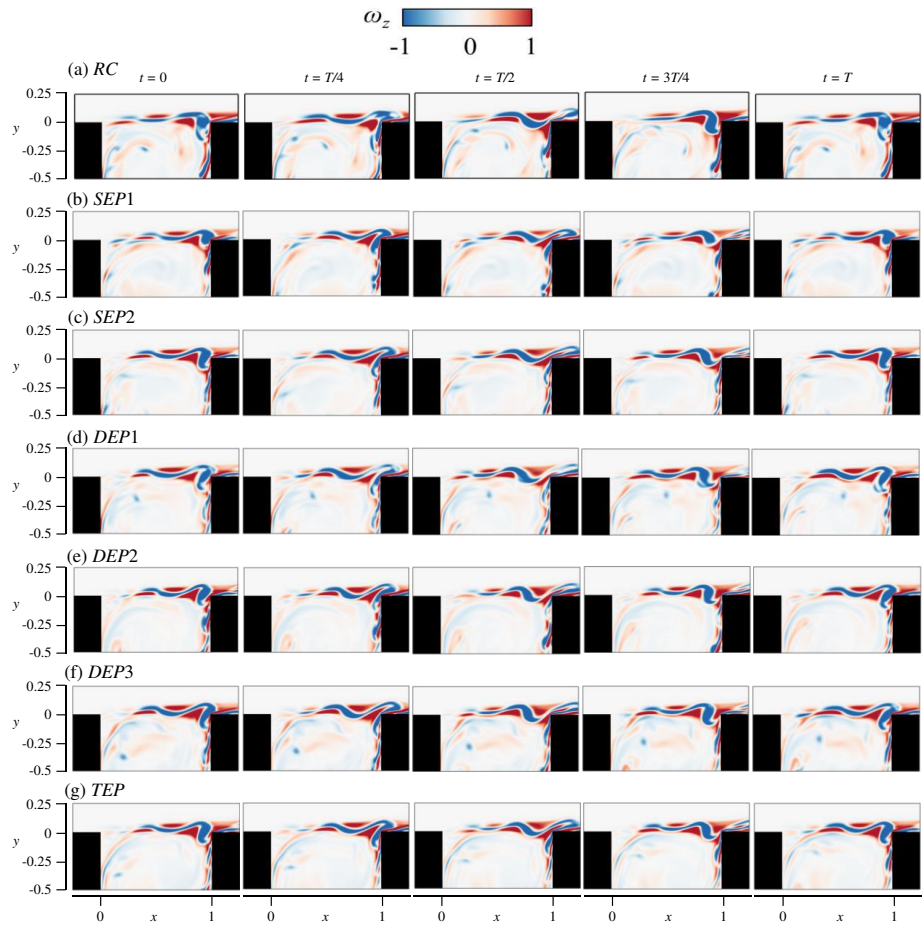 ω_z
-1 0 1
(a) RC
t = 0 t = T/4 t = T/2 t = 3T/4 t = T
0.25
y 0
-0.25
-0.5
(b) SEP1
0.25
y 0
-0.25
-0.5
(c) SEP2
0.25
y 0
-0.25
-0.5
(d) DEP1
0.25
y 0
-0.25
-0.5
(e) DEP2
0.25
y 0
-0.25
-0.5
(f) DEP3
0.25
y 0
-0.25
-0.5
(g) TEP
0.25
y 0
-0.25
-0.5
0 x 1 0 x 1 0 x 1 0 x 1 0 x 1